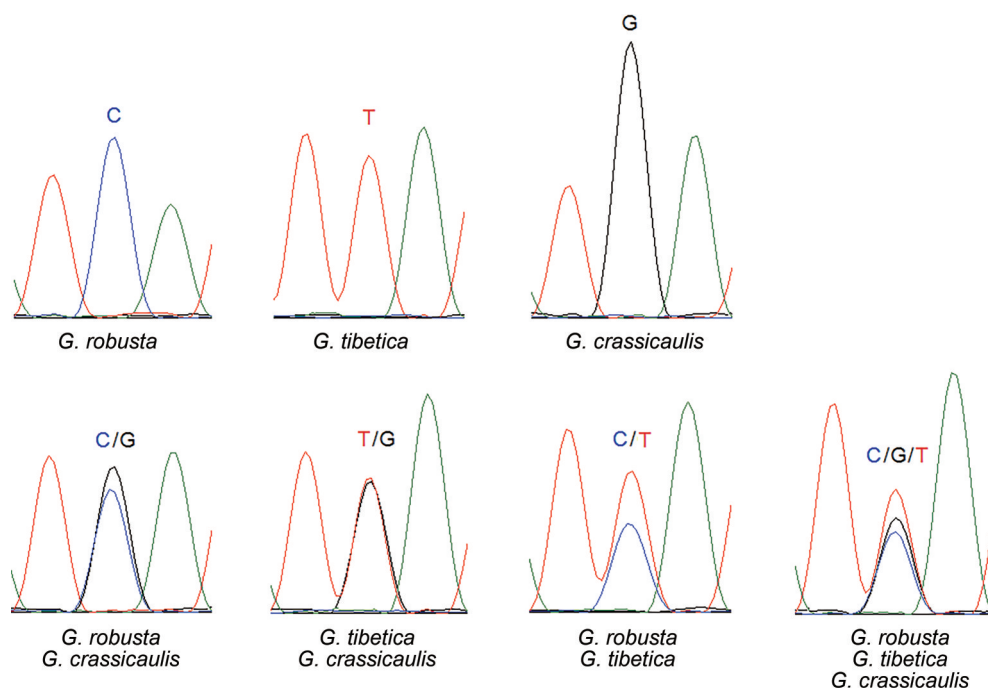 C
G. robusta
T
G. tibetica
G
G. crassicaulis
C/G
G. robusta
G. crassicaulis
T/G
G. tibetica
G. crassicaulis
C/T
G. robusta
G. tibetica
C/G/T
G. robusta
G. tibetica
G. crassicaulis